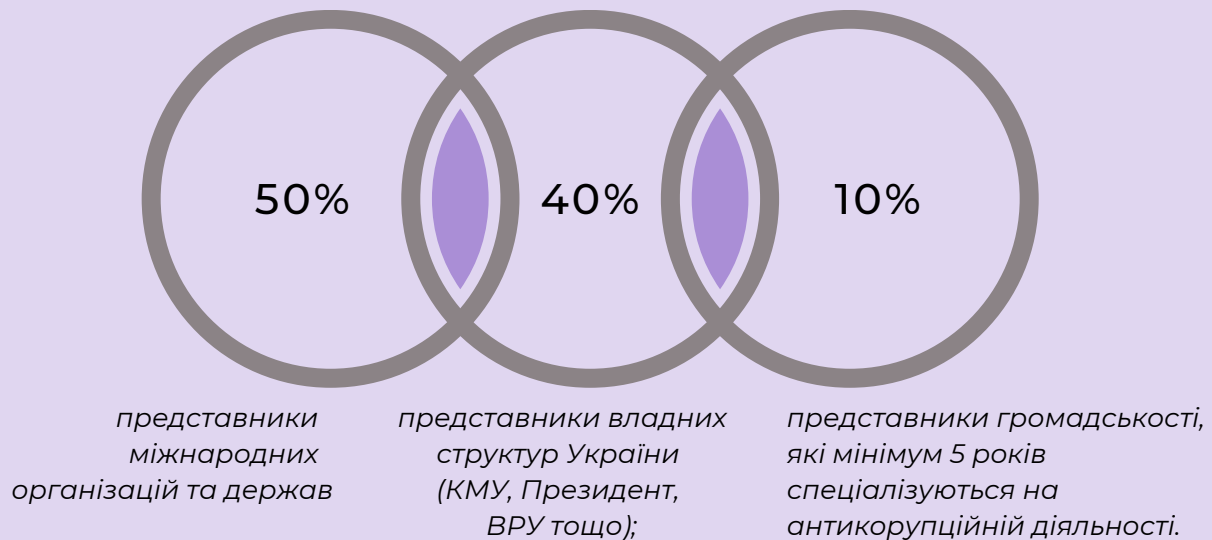 50%
40%
10%
представники
міжнародних
організацій та держав
представники владних
структур України
(КМУ, Президент,
ВРУ тощо);
представники громадськості,
які мінімум 5 років
спеціалізуються на
антикорупційній діяльності.